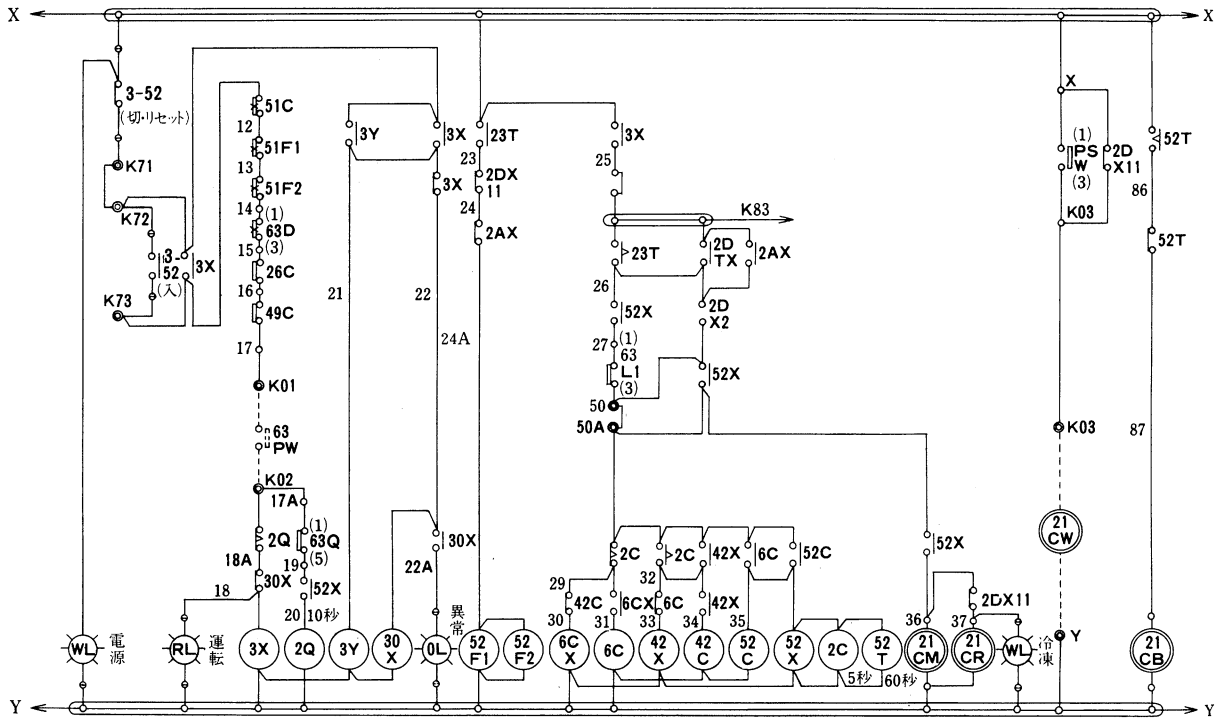 X
X
3-52
(切・リセット)
K71
K72
3-
52
(入)
K73
3X
51C
12
51F1
13
51F2
14
(1)
63D
(3)
15
26C
16
49C
17
K01
63
PW
K02
17A
2Q
(1)
63Q
(5)
18A
19
30X
18
52X
20
10秒
3Y
21
3X
3X
22
24A
30X
22A
23T
23
2DX
11
24
2AX
3X
25
K83
23T
2D
TX
2AX
26
52X
2D
X2
27
(1)
63
L1
(3)
52X
50
50A
2C
2C
42X
6C
52C
29
32
42C
6CX
6C
42X
30
31
33
34
35
52X
2DX11
36
37
X
(1)
PS
W
(3)
2D
X11
K03
K03
52T
86
52T
87
WL
電源
RL
運転
3X
2Q
3Y
30
X
OL
異常
52
F1
52
F2
6C
X
6C
42
X
42
C
52
C
52
X
2C
52
T
5秒
60秒
21
CM
21
CR
WL
冷凍
21
CW
Y
21
CB
Y
Y